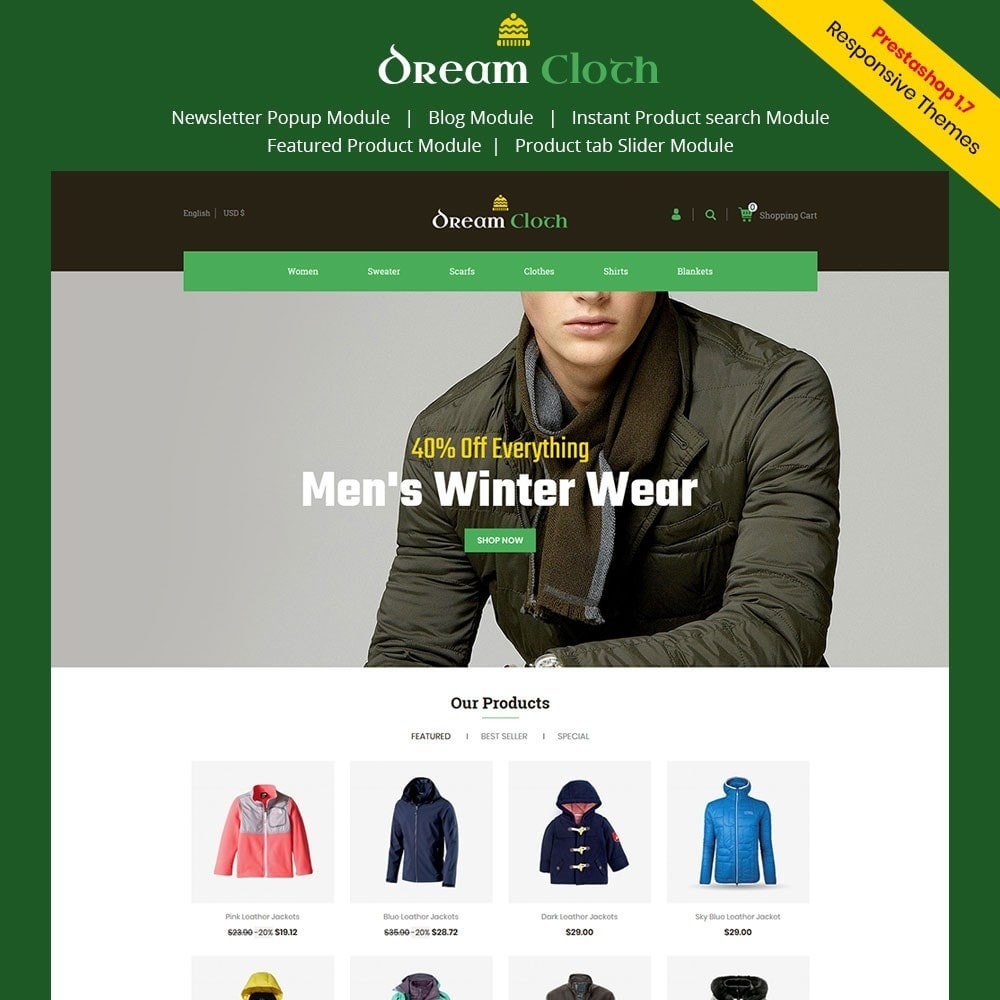 Dream Cloth
Prestashop 1.7
Responsive Themes
Newsletter Popup Module | Blog Module | Instant Product search Module
Featured Product Module | Product tab Slider Module
English | USD $
Dream Cloth
0
Shopping Cart
Women Sweater Scarfs Clothes Shirts Blankets
40% Off Everything
Men's Winter Wear
SHOP NOW
Our Products
FEATURED | BEST SELLER | SPECIAL
Pink Leather Jackets
$23.90 -20% $19.12
Blue Leather Jackets
$35.90 -20% $28.72
Dark Leather Jackets
$29.00
Sky Blue Leather Jacket
$29.00